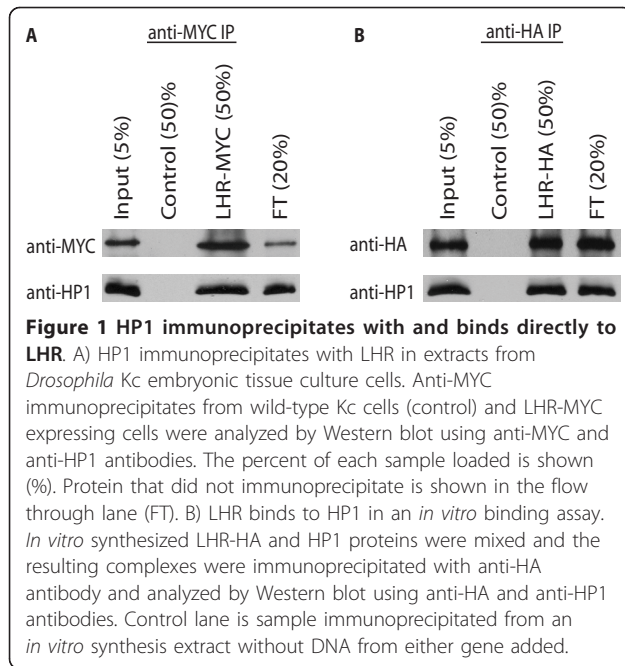 A anti-MYC IP
Input (5%)
Control (50)%
LHR-MYC (50%)
FT (20%)
anti-MYC
anti-HP1
B anti-HA IP
Input (5%)
Control (50)%
LHR-HA (50%)
FT (20%)
anti-HA
anti-HP1
Figure 1 HP1 immunoprecipitates with and binds directly to
LHR. A) HP1 immunoprecipitates with LHR in extracts from
Drosophila Kc embryonic tissue culture cells. Anti-MYC
immunoprecipitates from wild-type Kc cells (control) and LHR-MYC
expressing cells were analyzed by Western blot using anti-MYC and
anti-HP1 antibodies. The percent of each sample loaded is shown
(%). Protein that did not immunoprecipitate is shown in the flow
through lane (FT). B) LHR binds to HP1 in an in vitro binding assay.
In vitro synthesized LHR-HA and HP1 proteins were mixed and the
resulting complexes were immunoprecipitated with anti-HA
antibody and analyzed by Western blot using anti-HA and anti-HP1
antibodies. Control lane is sample immunoprecipitated from an
in vitro synthesis extract without DNA from either gene added.